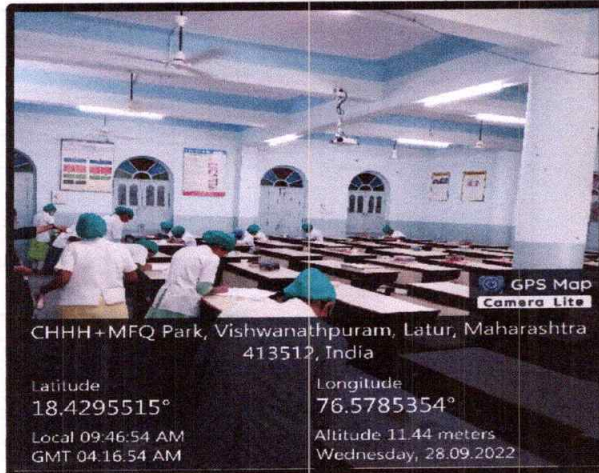 GPS Map
Camera Lite
CHHH+MFQ Park, Vishwanathpuram, Latur, Maharashtra
413512, India
Latitude
18.4295515°
Longitude
76.5785354°
Local 09:46:54 AM
GMT 04:16:54 AM
Altitude 11.44 meters
Wednesday, 28.09.2022